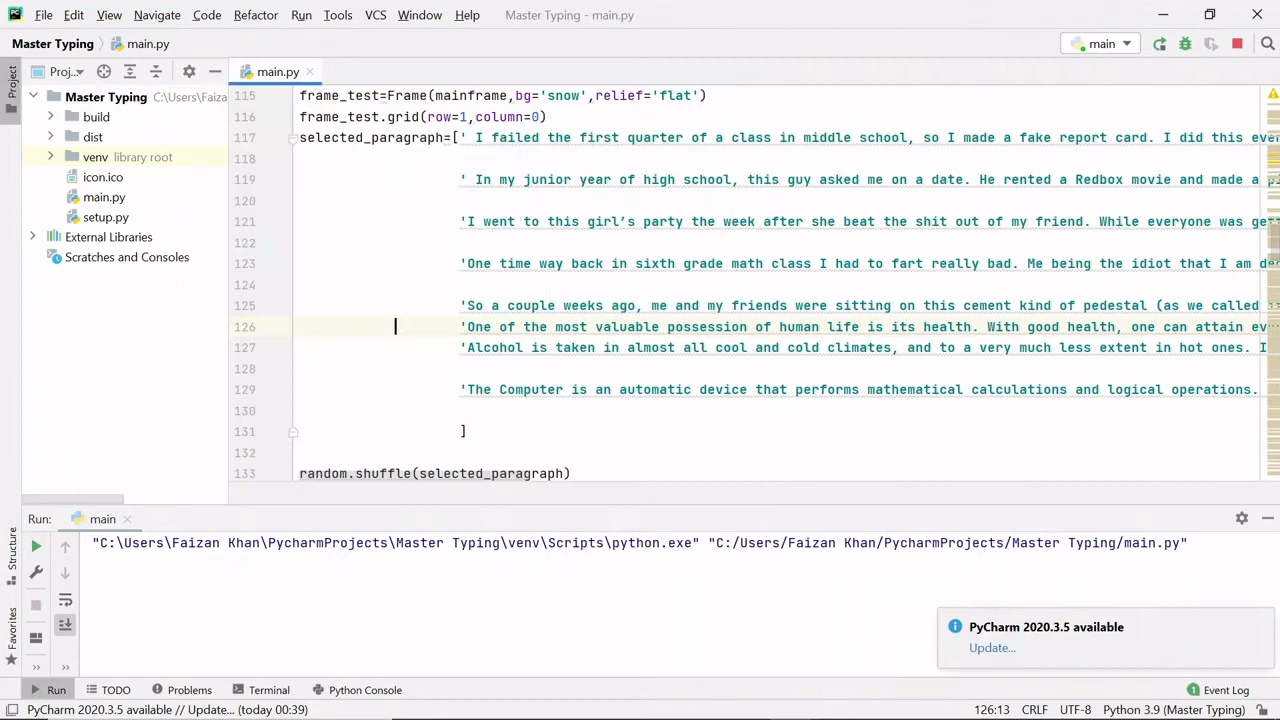 File Edit View Navigate Code Refactor Run Tools VCS Window Help Master Typing - main.py
Master Typing main.py main
Project Proj... main.py
Master Typing C:\Users\Faiza
build
dist
venv library root
icon.ico
main.py
setup.py
External Libraries
Scratches and Consoles
115 frame_test=Frame(mainframe,bg='snow',relief='flat')
116 frame_test.grid(row=1,column=0)
117 selected_paragraph=[' I failed the first quarter of a class in middle school, so I made a fake report card. I did this eve
118
119 ' In my junior year of high school, this guy asked me on a date. He rented a Redbox movie and made a pi
120
121 'I went to this girl’s party the week after she beat the shit out of my friend. While everyone was get
122
123 'One time way back in sixth grade math class I had to fart really bad. Me being the idiot that I am de
124
125 'So a couple weeks ago, me and my friends were sitting on this cement kind of pedestal (as we called
126 'One of the most valuable possession of human life is its health. With good health, one can attain ev
127 'Alcohol is taken in almost all cool and cold climates, and to a very much less extent in hot ones. I
128
129 'The Computer is an automatic device that performs mathematical calculations and logical operations.
130
131 ]
132
133 random.shuffle(selected_paragraph)
Run: main
"C:\Users\Faizan Khan\PycharmProjects\Master Typing\venv\Scripts\python.exe" "C:/Users/Faizan Khan/PycharmProjects/Master Typing/main.py"
Structure
Favorites
PyCharm 2020.3.5 available
Update...
Run TODO Problems Terminal Python Console Event Log
PyCharm 2020.3.5 available // Update... (today 00:39) 126:13 CRLF UTF-8 Python 3.9 (Master Typing)